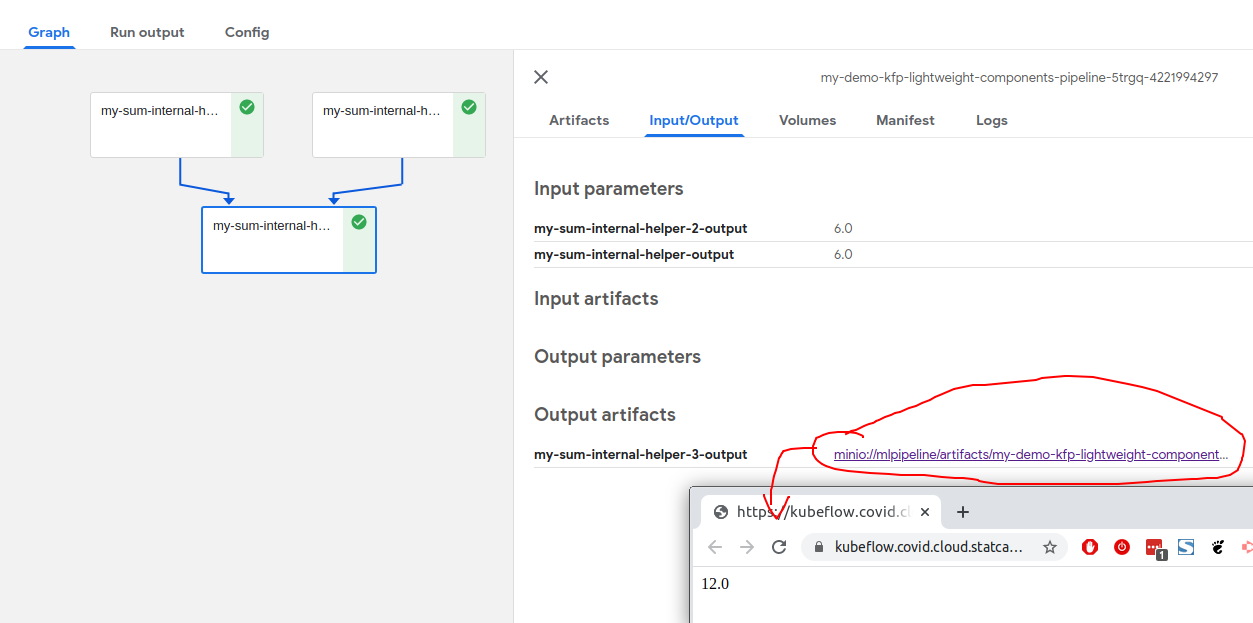 Graph Run output Config
my-demo-kfp-lightweight-components-pipeline-5trgq-4221994297
my-sum-internal-h...
my-sum-internal-h...
my-sum-internal-h...
Artifacts Input/Output Volumes Manifest Logs
Input parameters
my-sum-internal-helper-2-output 6.0
my-sum-internal-helper-output 6.0
Input artifacts
Output parameters
Output artifacts
my-sum-internal-helper-3-output minio://mlpipeline/artifacts/my-demo-kfp-lightweight-component...
https://kubeflow.covid.cl
kubeflow.covid.cloud.statca...
1
12.0